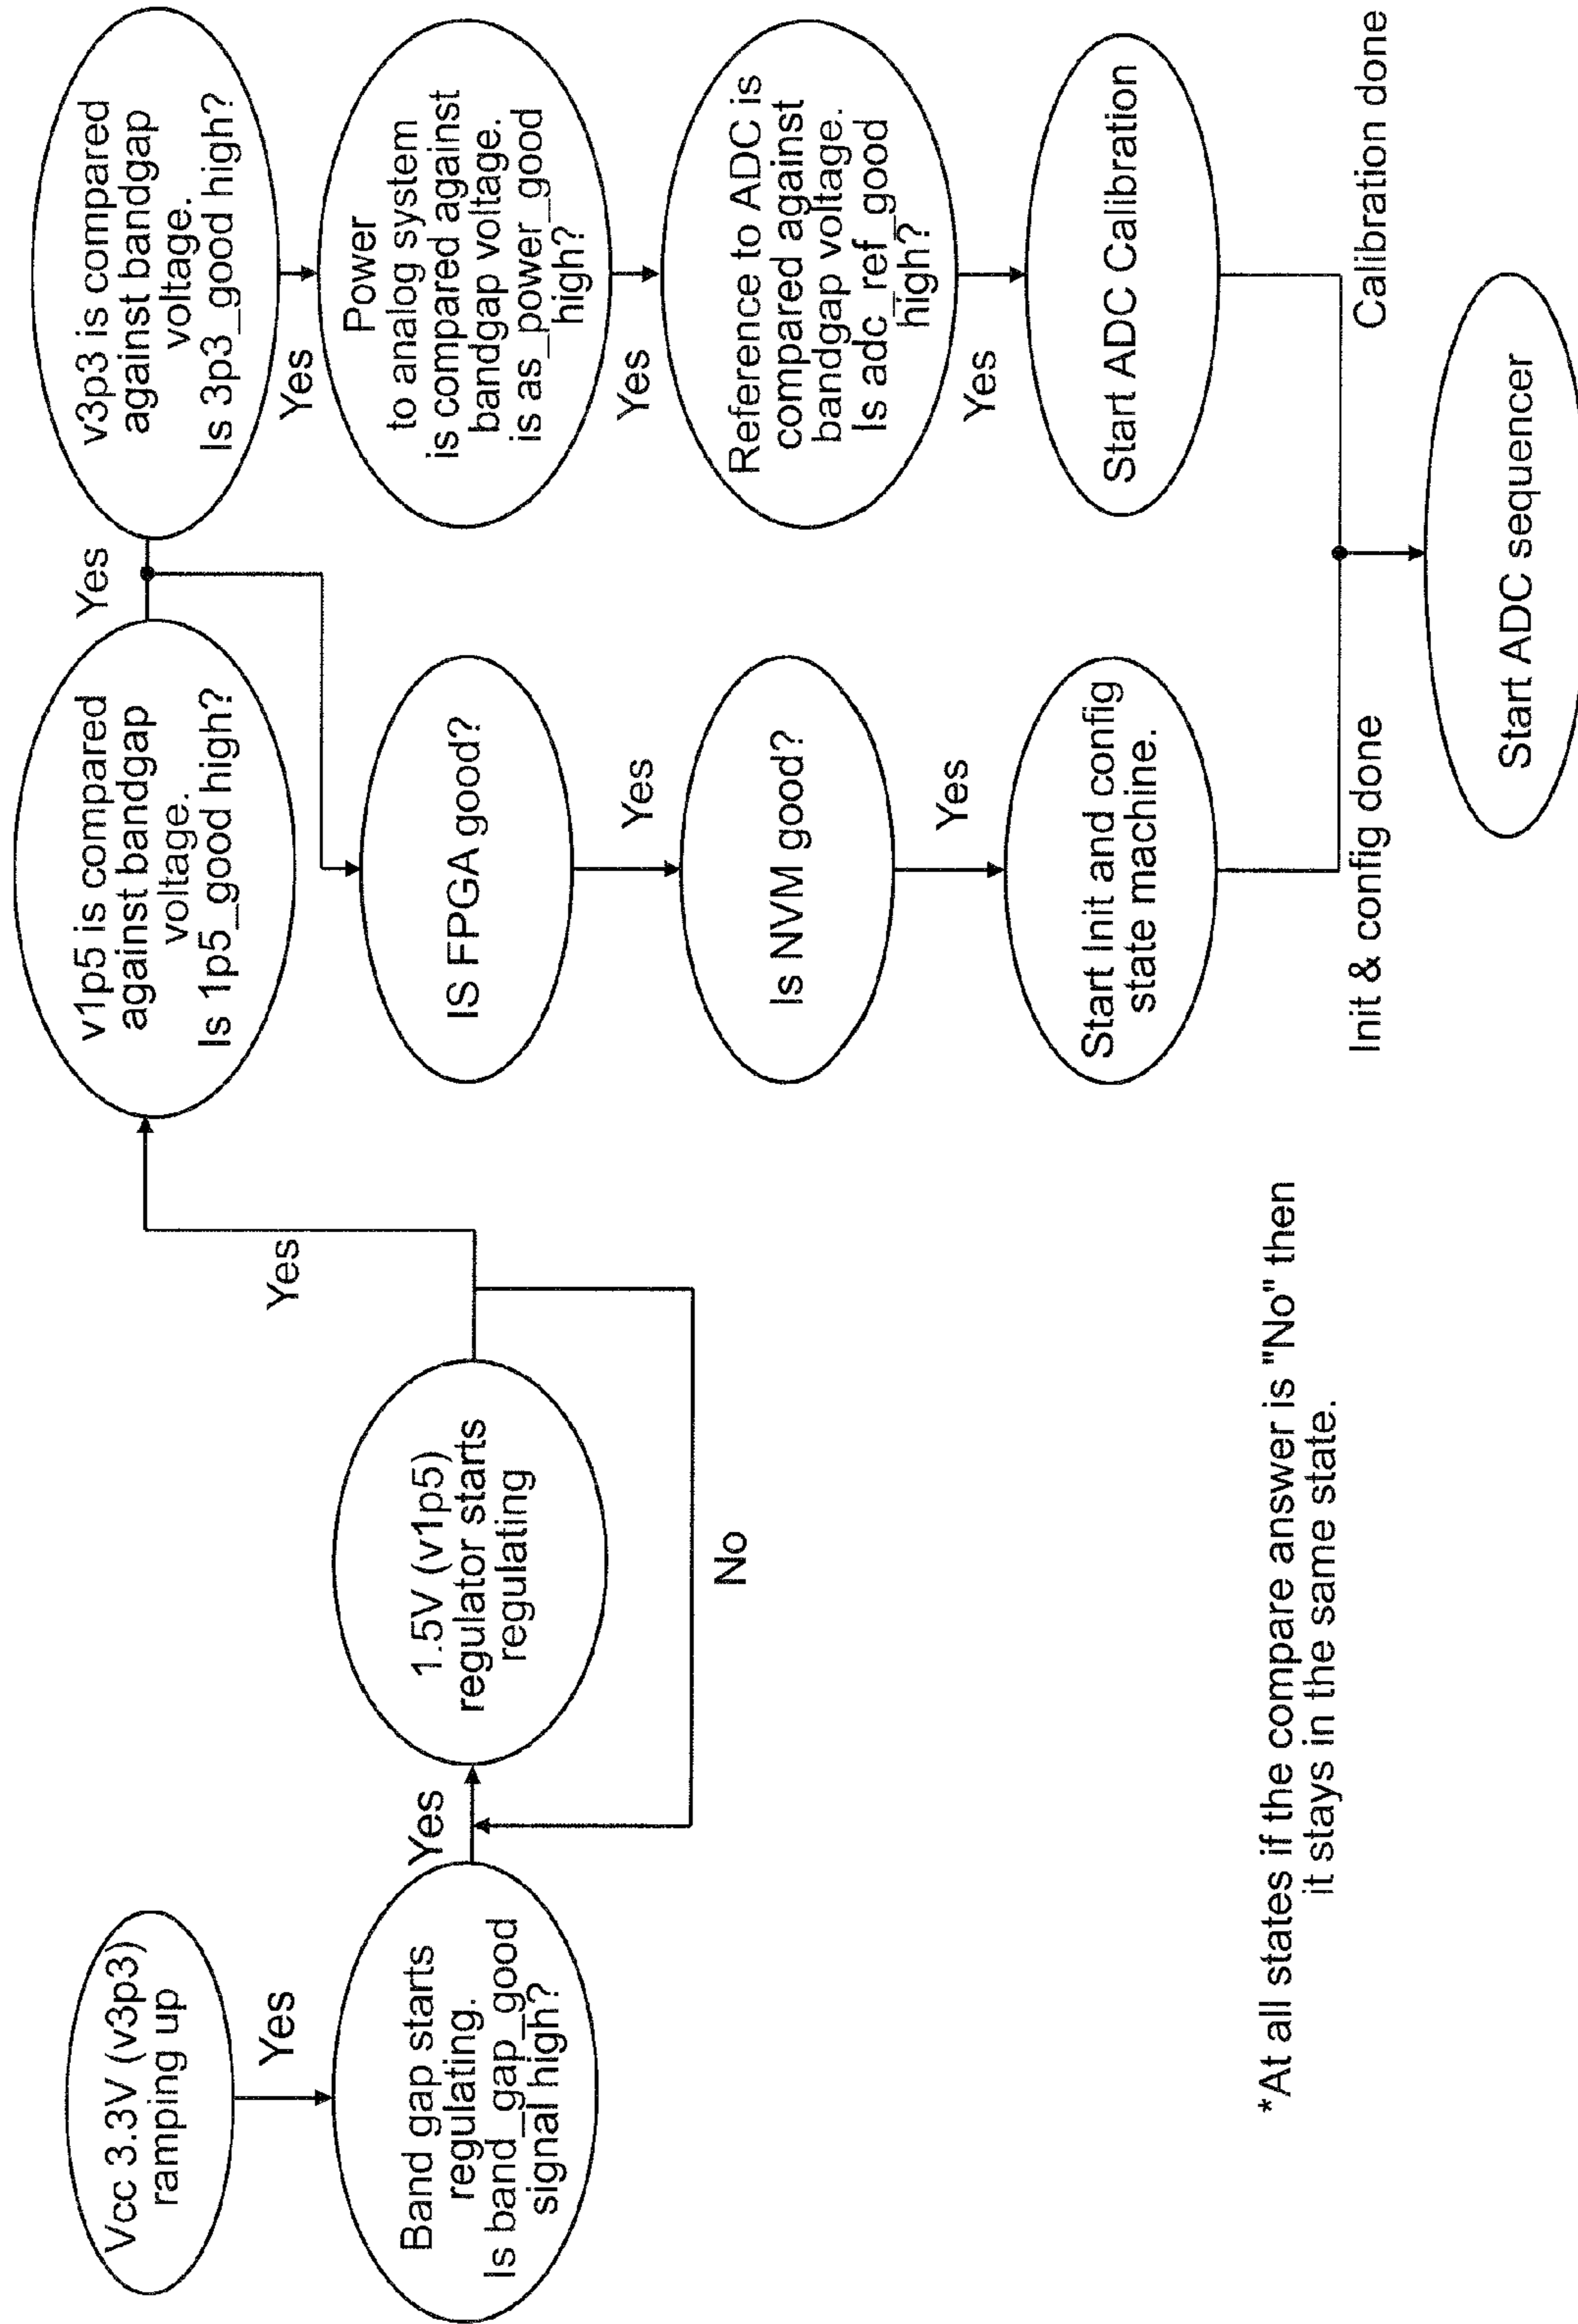 Vcc 3.3V (v3p3)
ramping up
Yes
Band gap starts
regulating.
Is band_gap_good
signal high?
Yes
1.5V (v1p5)
regulator starts
regulating
No
Yes
v1p5 is compared
against bandgap
voltage.
Is 1p5_good high?
Yes
IS FPGA good?
Yes
Is NVM good?
Yes
Start Init and config
state machine.
Init & config done
v3p3 is compared
against bandgap
voltage.
Is 3p3_good high?
Yes
Power
to analog system
is compared against
bandgap voltage.
is as_power_good
high?
Yes
Reference to ADC is
compared against
bandgap voltage.
Is adc_ref_good
high?
Yes
Start ADC Calibration
Calibration done
Start ADC sequencer
*At all states if the compare answer is "No" then
it stays in the same state.